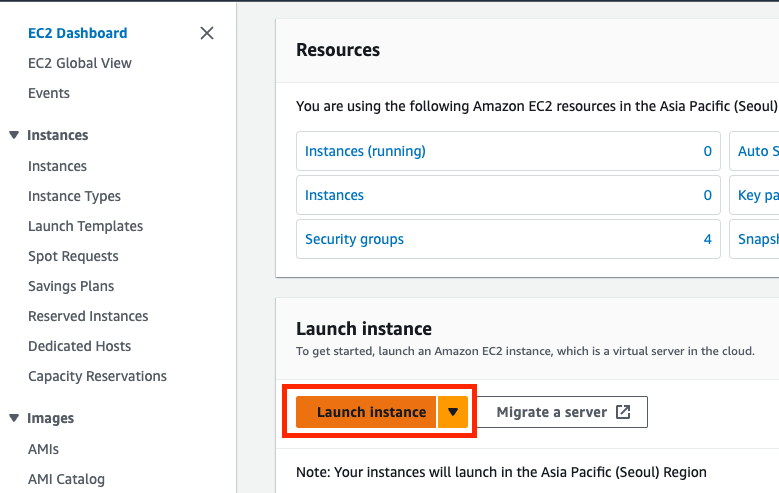 EC2 Dashboard
EC2 Global View
Events
Instances
Instances
Instance Types
Launch Templates
Spot Requests
Savings Plans
Reserved Instances
Dedicated Hosts
Capacity Reservations
Images
AMIs
AMI Catalog
Resources
You are using the following Amazon EC2 resources in the Asia Pacific (Seoul)
Instances (running) 0 Auto S
Instances 0 Key pa
Security groups 4 Snapsh
Launch instance
To get started, launch an Amazon EC2 instance, which is a virtual server in the cloud.
Launch instance Migrate a server
Note: Your instances will launch in the Asia Pacific (Seoul) Region